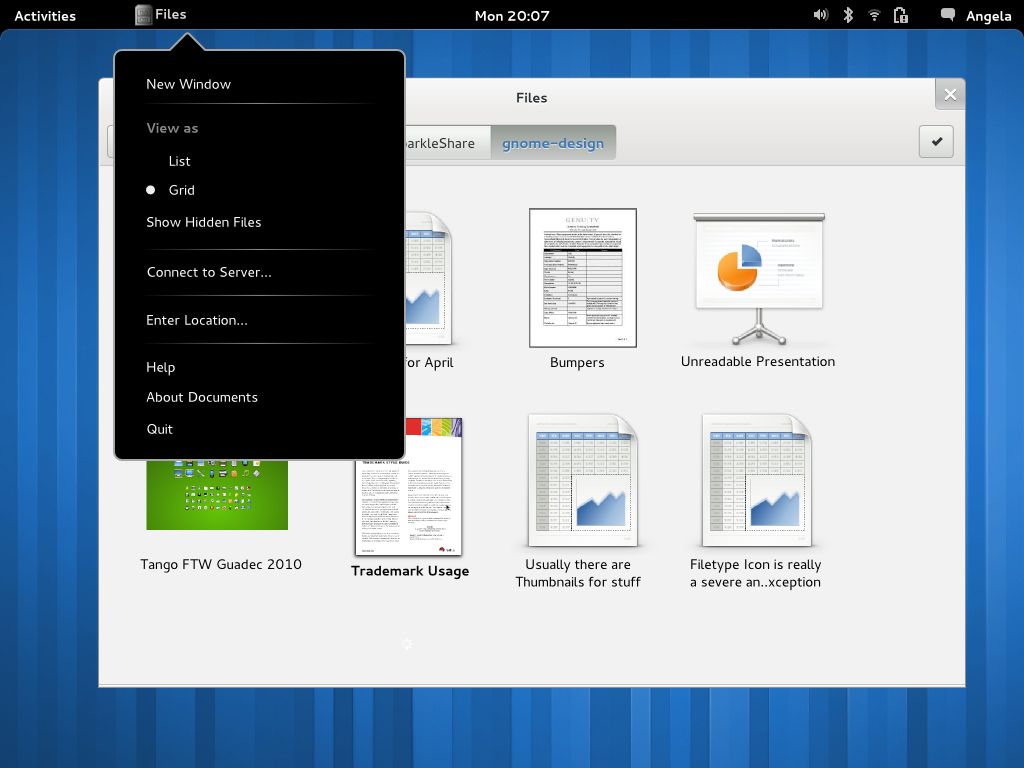 Activities
Files
Mon 20:07
Angela
New Window
View as
List
Grid
Show Hidden Files
Connect to Server...
Enter Location...
Help
About Documents
Quit
Files
arkleShare
gnome-design
or April
GENUITY
Bumpers
Unreadable Presentation
Tango FTW Guadec 2010
Trademark Usage
Usually there are
Thumbnails for stuff
Filetype Icon is really
a severe an..xception